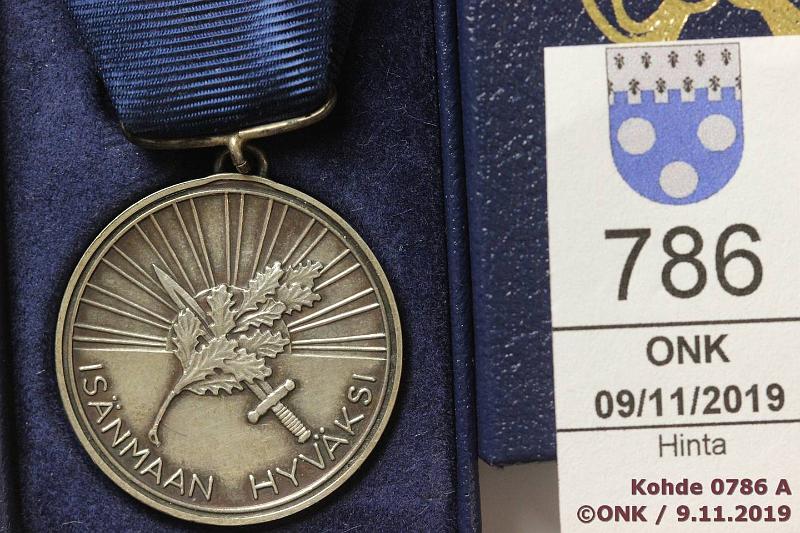 ISÄNMAAN HYVÄKSI
786
ONK
09/11/2019
Hinta
Kohde 0786 A
©ONK / 9.11.2019